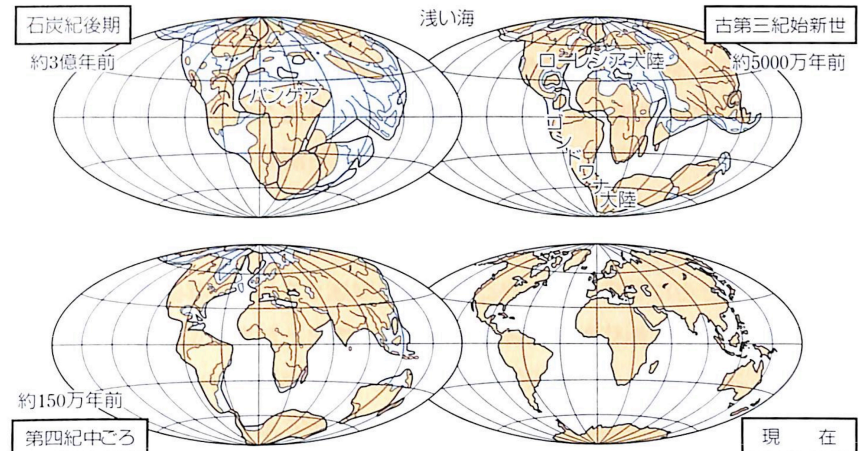 石炭紀後期
約3億年前
パンゲア
浅い海
古第三紀始新世
約5000万年前
ローレシア大陸
ゴンドワナ大陸
約150万年前
第四紀中ごろ
現 在